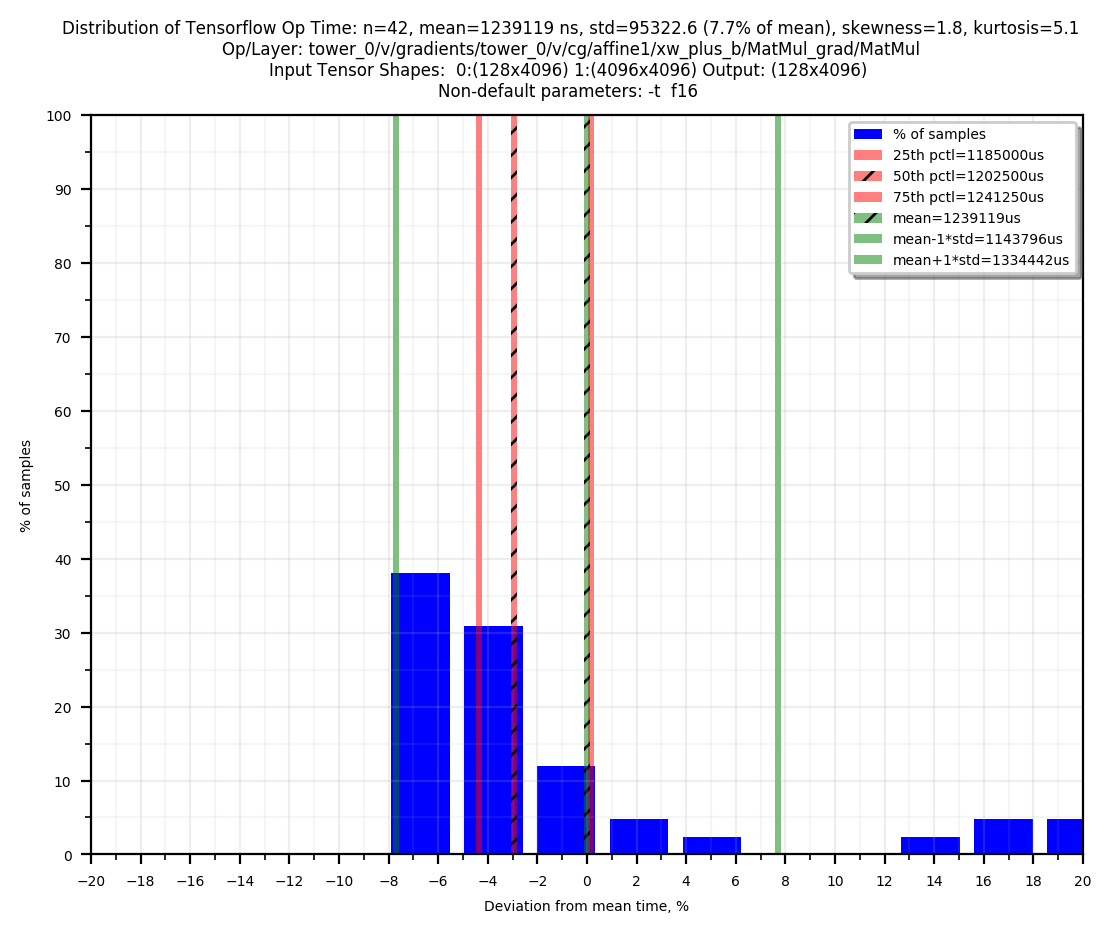 Distribution of Tensorflow Op Time: n=42, mean=1239119 ns, std=95322.6 (7.7% of mean), skewness=1.8, kurtosis=5.1
Op/Layer: tower_0/v/gradients/tower_0/v/cg/affine1/xw_plus_b/MatMul_grad/MatMul
Input Tensor Shapes:  0:(128x4096) 1:(4096x4096) Output: (128x4096)
Non-default parameters: -t  f16
% of samples
25th pctl=1185000us
50th pctl=1202500us
75th pctl=1241250us
mean=1239119us
mean-1*std=1143796us
mean+1*std=1334442us
100
90
80
70
60
50
40
30
20
10
0
% of samples
−20 −18 −16 −14 −12 −10 −8 −6 −4 −2 0 2 4 6 8 10 12 14 16 18 20
Deviation from mean time, %